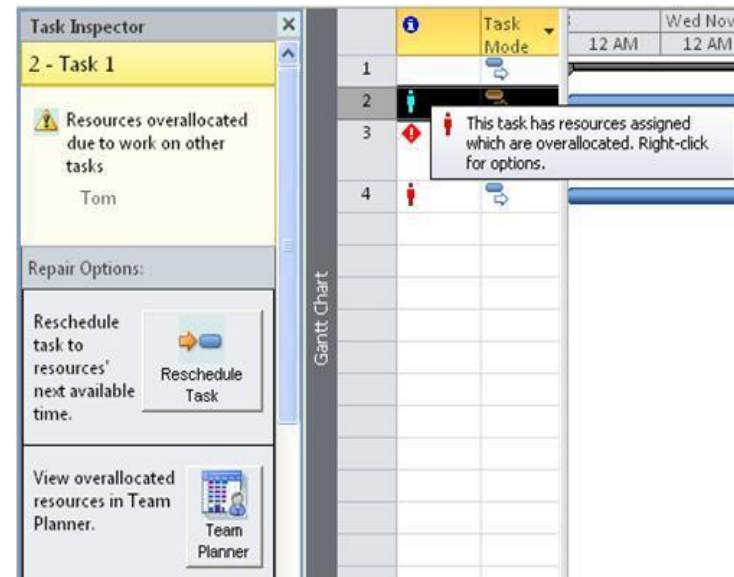 Task Inspector
2 - Task 1
Resources overallocated
due to work on other
tasks
Tom
Repair Options:
Reschedule
task to
resources'
next available
time.
Reschedule
Task
View overallocated
resources in Team
Planner.
Team
Planner
Gantt Chart
Task
Mode
Wed Nov
12 AM
12 AM
1
2
This task has resources assigned
which are overallocated. Right-click
for options.
3
4